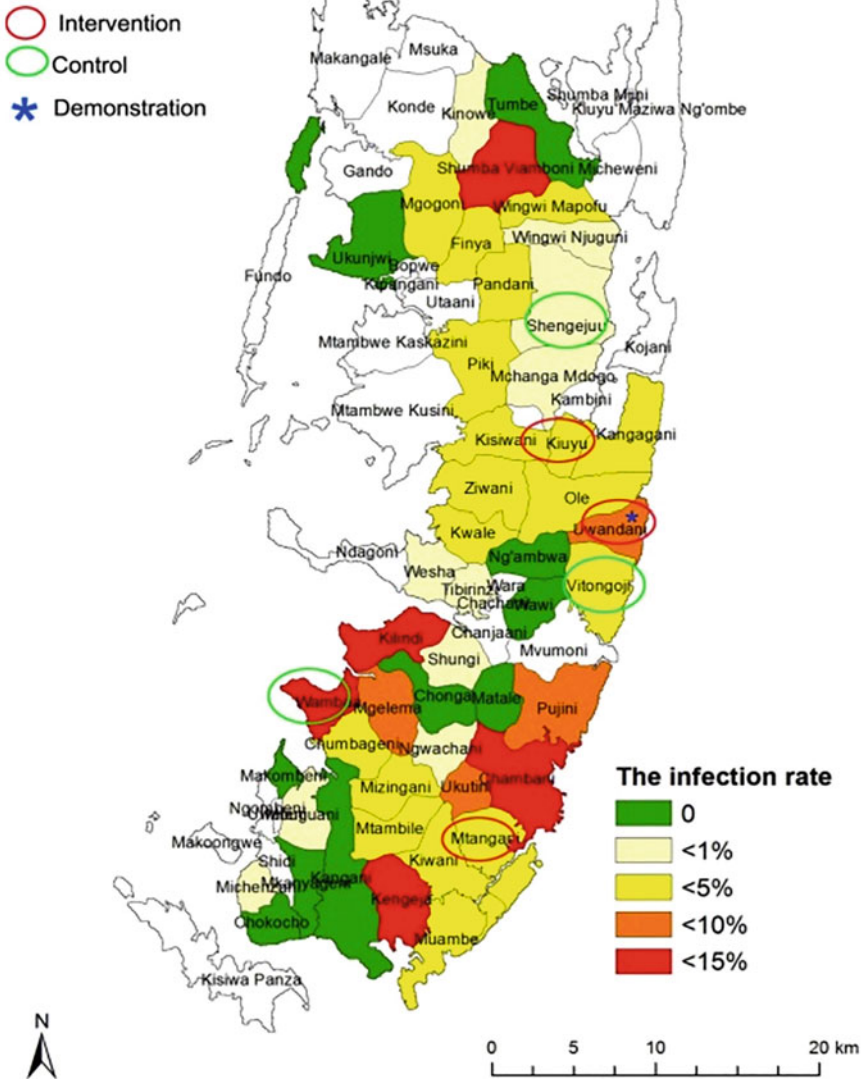 Intervention
Control
Demonstration
Msuka
Makangale
Konde
Kinowe
Tumbe
Shumba Mjini
Kiuyu Maziwa Ng'ombe
Gando
Shumba Viamboni
Micheweni
Mgogoni
Wingwi Mapofu
Finya
Wingwi Njuguni
Ukunjwi
Fundo
Kipangani
Pandani
Utaani
Shengejuu
Mtambwe Kaskazini
Kojani
Piki
Mchanga Mdogo
Kambini
Mtambwe Kusini
Kisiwani
Kiuyu
Kangagani
Ziwani
Ole
Kwale
Uwandani
Ndagoni
Ng'ambwa
Wesha
Tibirinzi
Wara
Vitongoji
Wawi
Chanjaani
Kilindi
Mvumoni
Shungi
Chonga
Matale
Mgelema
Pujini
Chumbageni
Ngwachani
Makombeni
Mizingani
Ukutini
Chambani
Mtambile
Mtangani
Makoongwe
Kiwani
Shidi
Michenzani
Mkanyageni
Kangani
Kengeja
Chokocho
Muambe
Kisiwa Panza
The infection rate
0
<1%
<5%
<10%
<15%
N
0 5 10 20 km